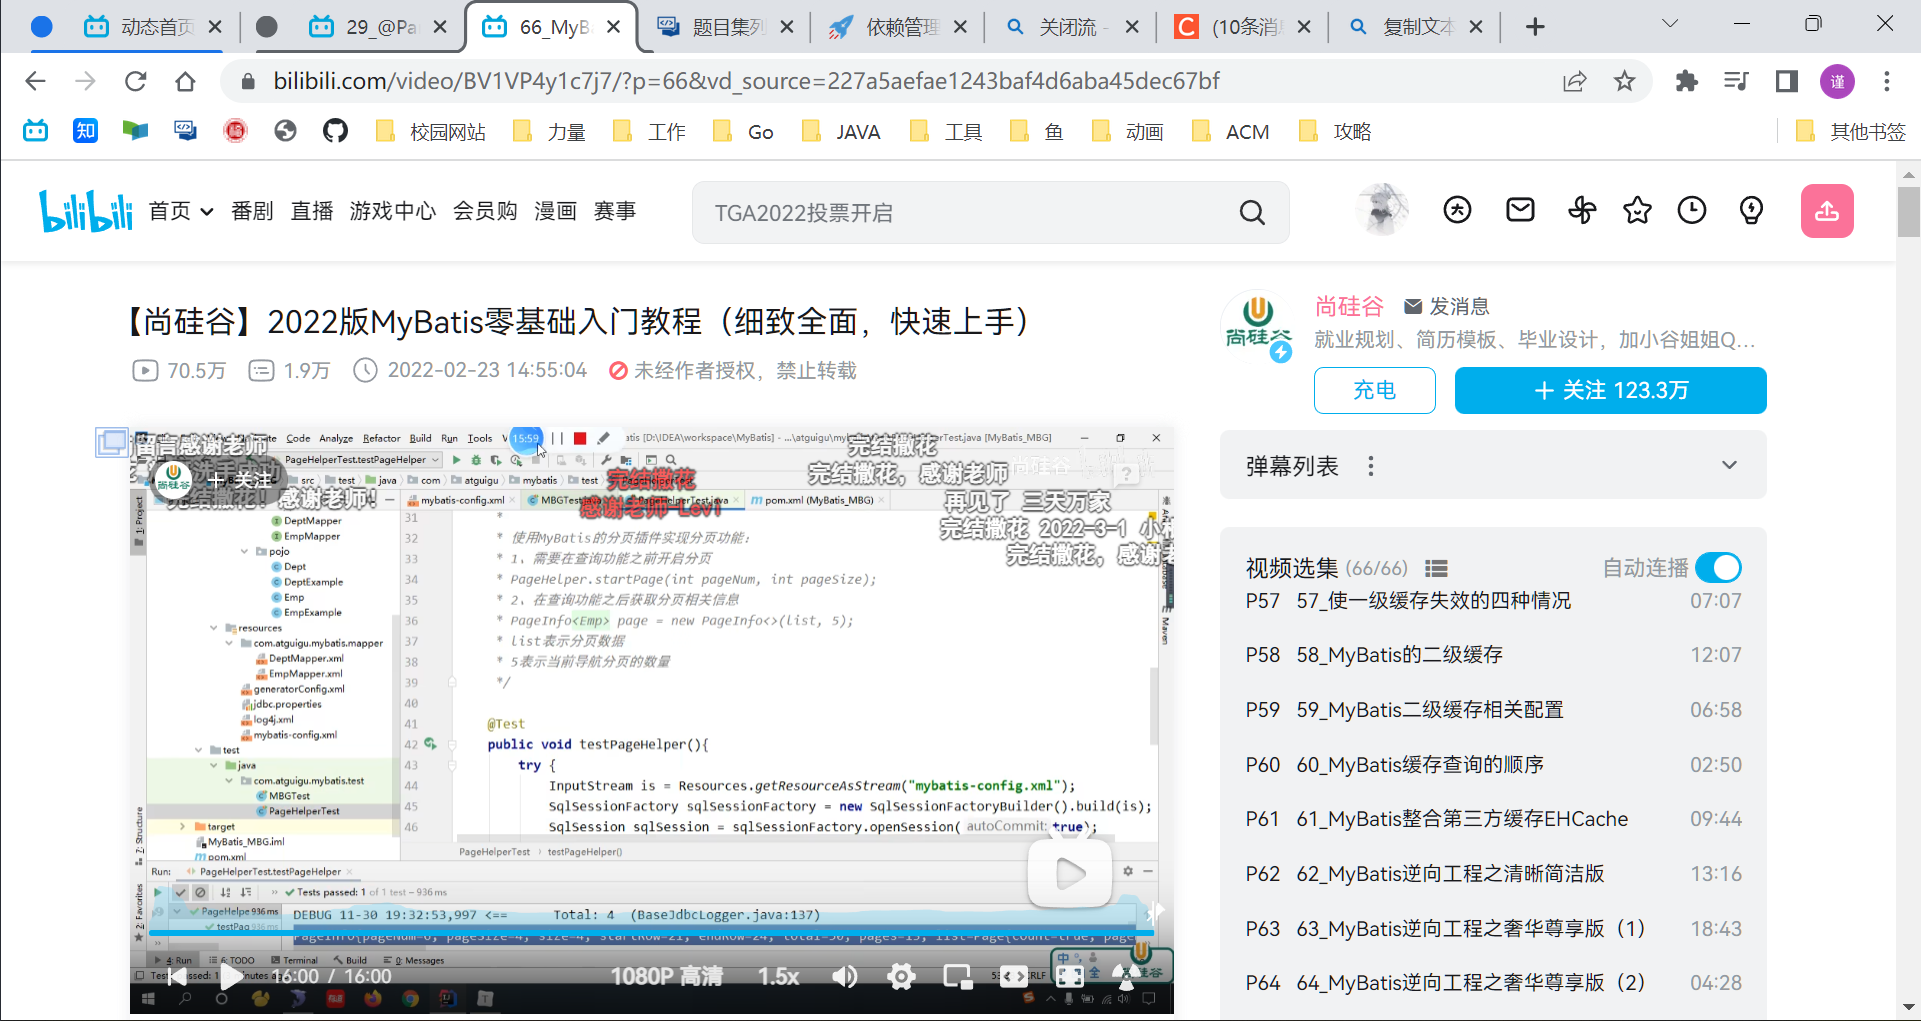 动态首页
29_@Pa
66_MyB
题目集列
依赖管理
关闭流 -
(10条消息
复制文本
bilibili.com/video/BV1VP4y1c7j7/?p=66&vd_source=227a5aefae1243baf4d6aba45dec67bf
谨
知
校园网站
力量
工作
Go
JAVA
工具
鱼
动画
ACM
攻略
其他书签
bilibili 首页 番剧 直播 游戏中心 会员购 漫画 赛事
TGA2022投票开启
【尚硅谷】2022版MyBatis零基础入门教程（细致全面，快速上手）
70.5万 1.9万 2022-02-23 14:55:04 未经作者授权，禁止转载
尚硅谷 发消息
就业规划、简历模板、毕业设计，加小谷姐姐Q...
充电
+ 关注 123.3万
弹幕列表
视频选集 (66/66) 自动连播
P57 57_使一级缓存失效的四种情况 07:07
P58 58_MyBatis的二级缓存 12:07
P59 59_MyBatis二级缓存相关配置 06:58
P60 60_MyBatis缓存查询的顺序 02:50
P61 61_MyBatis整合第三方缓存EHCache 09:44
P62 62_MyBatis逆向工程之清晰简洁版 13:16
P63 63_MyBatis逆向工程之奢华尊享版（1） 18:43
P64 64_MyBatis逆向工程之奢华尊享版（2） 04:28
留言感谢老师
Code Analyze Refactor Build Run Tools
15:59
[D:\IDEA\workspace\MyBatis] - ...\atguigu\my
Test.java [MyBatis_MBG]
完结撒花
+ 关注
PageHelperTest.testPageHelper
完结撒花，感谢老师
完结撒花
src test java com atguigu mybatis test
完结撒花！感谢老师！
感谢老师-Levi
再见了 三天万家
mybatis-config.xml
pom.xml (MyBatis_MBG)
完结撒花 2022-3-1
完结撒花，感谢老
1: Project
DeptMapper
EmpMapper
pojo
Dept
DeptExample
Emp
EmpExample
resources
com.atguigu.mybatis.mapper
DeptMapper.xml
EmpMapper.xml
generatorConfig.xml
jdbc.properties
log4j.xml
mybatis-config.xml
test
java
com.atguigu.mybatis.test
MBGTest
PageHelperTest
target
MyBatis_MBG.iml
pom.xml
31 *
32 * 使用MyBatis的分页插件实现分页功能：
33 * 1、需要在查询功能之前开启分页
34 * PageHelper.startPage(int pageNum, int pageSize);
35 * 2、在查询功能之后获取分页相关信息
36 * PageInfo<Emp> page = new PageInfo<>(list, 5);
37 * list表示分页数据
38 * 5表示当前导航分页的数量
39 */
40
41 @Test
42 public void testPageHelper(){
43 try {
44 InputStream is = Resources.getResourceAsStream("mybatis-config.xml");
45 SqlSessionFactory sqlSessionFactory = new SqlSessionFactoryBuilder().build(is);
46 SqlSession sqlSession = sqlSessionFactory.openSession( autoCommit: true);
Maven
PageHelperTest › testPageHelper()
Z: Structure
2: Favorites
Run: PageHelperTest.testPageHelper
Tests passed: 1 of 1 test – 936 ms
PageHelpe 936 ms
testPag 936 ms
DEBUG 11-30 19:32:53,997 <== Total: 4 (BaseJdbcLogger.java:137)
4: Run 6: TODO Terminal Build 0: Messages
16:00 / 16:00
1080P 高清
1.5x